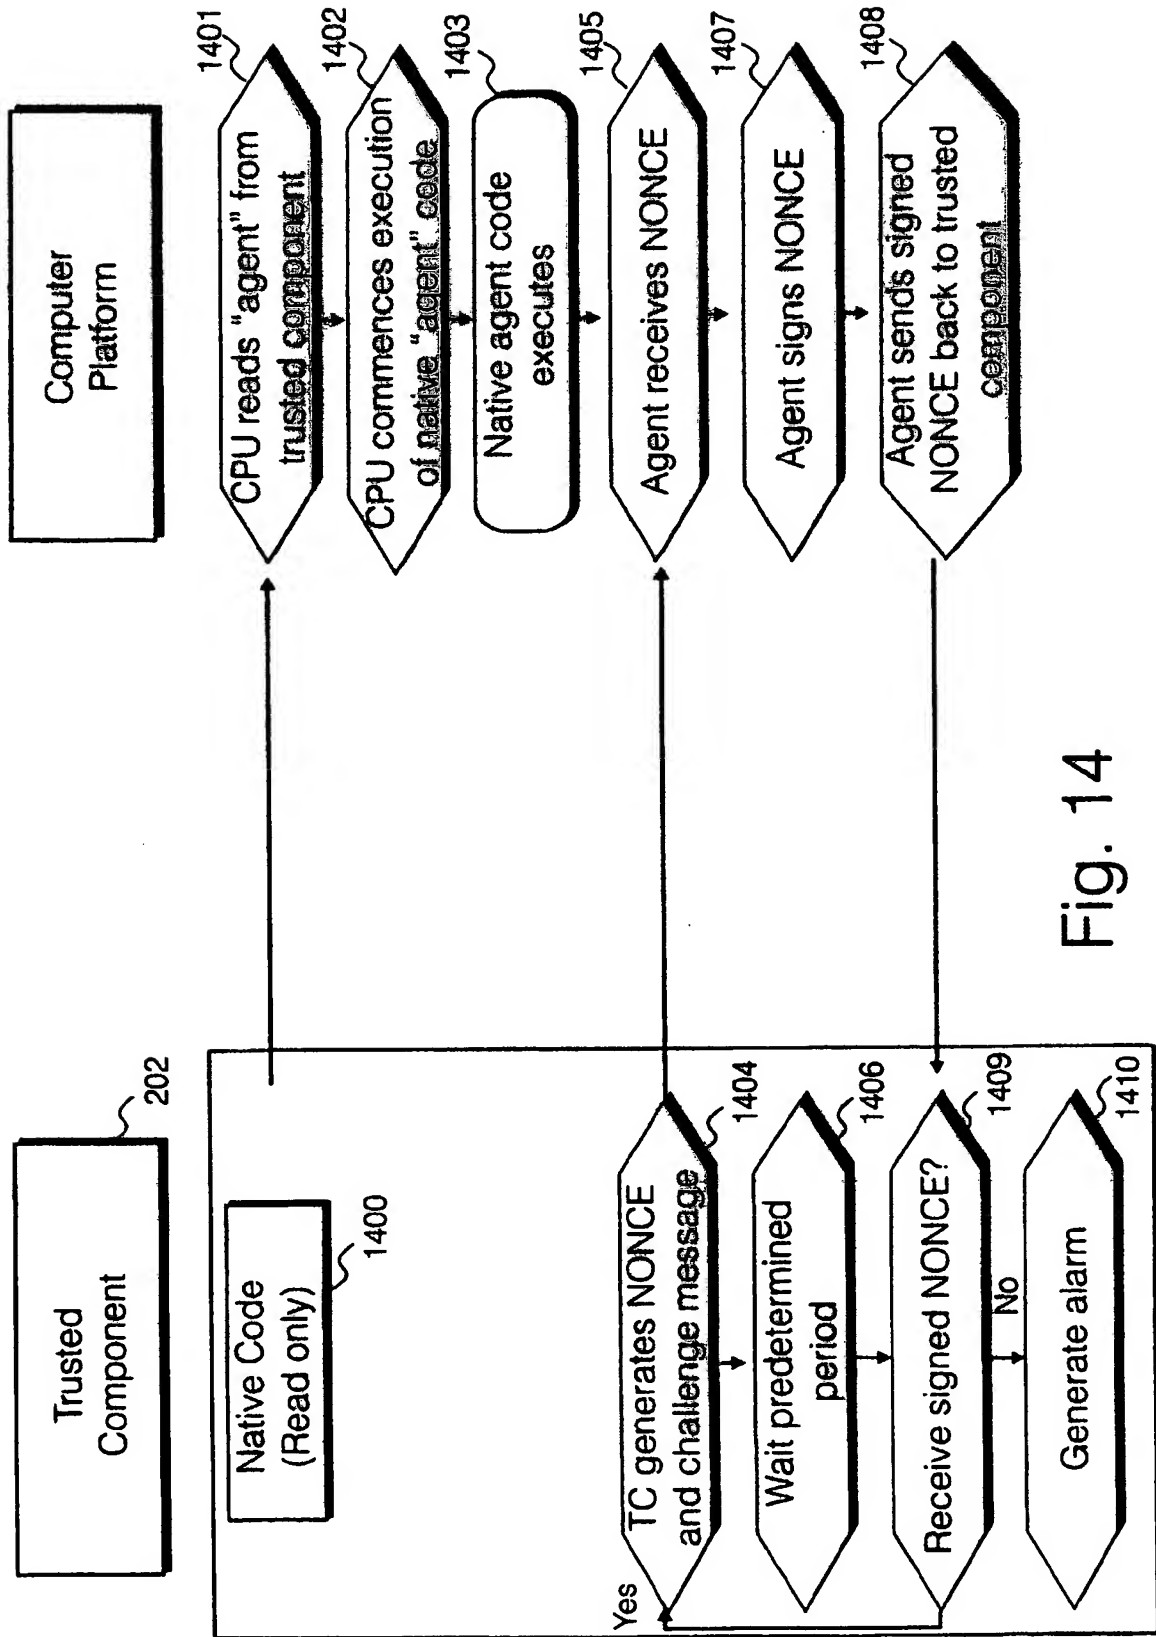 Trusted
Component
202
Native Code
(Read only)
1400
TC generates NONCE
and challenge message
1404
Wait predetermined
period
1406
Receive signed NONCE?
1409
Yes
No
Generate alarm
1410
Computer
Platform
CPU reads "agent" from
trusted component
1401
CPU commences execution
of native "agent" code
1402
Native agent code
executes
1403
Agent receives NONCE
1405
Agent signs NONCE
1407
Agent sends signed
NONCE back to trusted
component
1408
Fig. 14